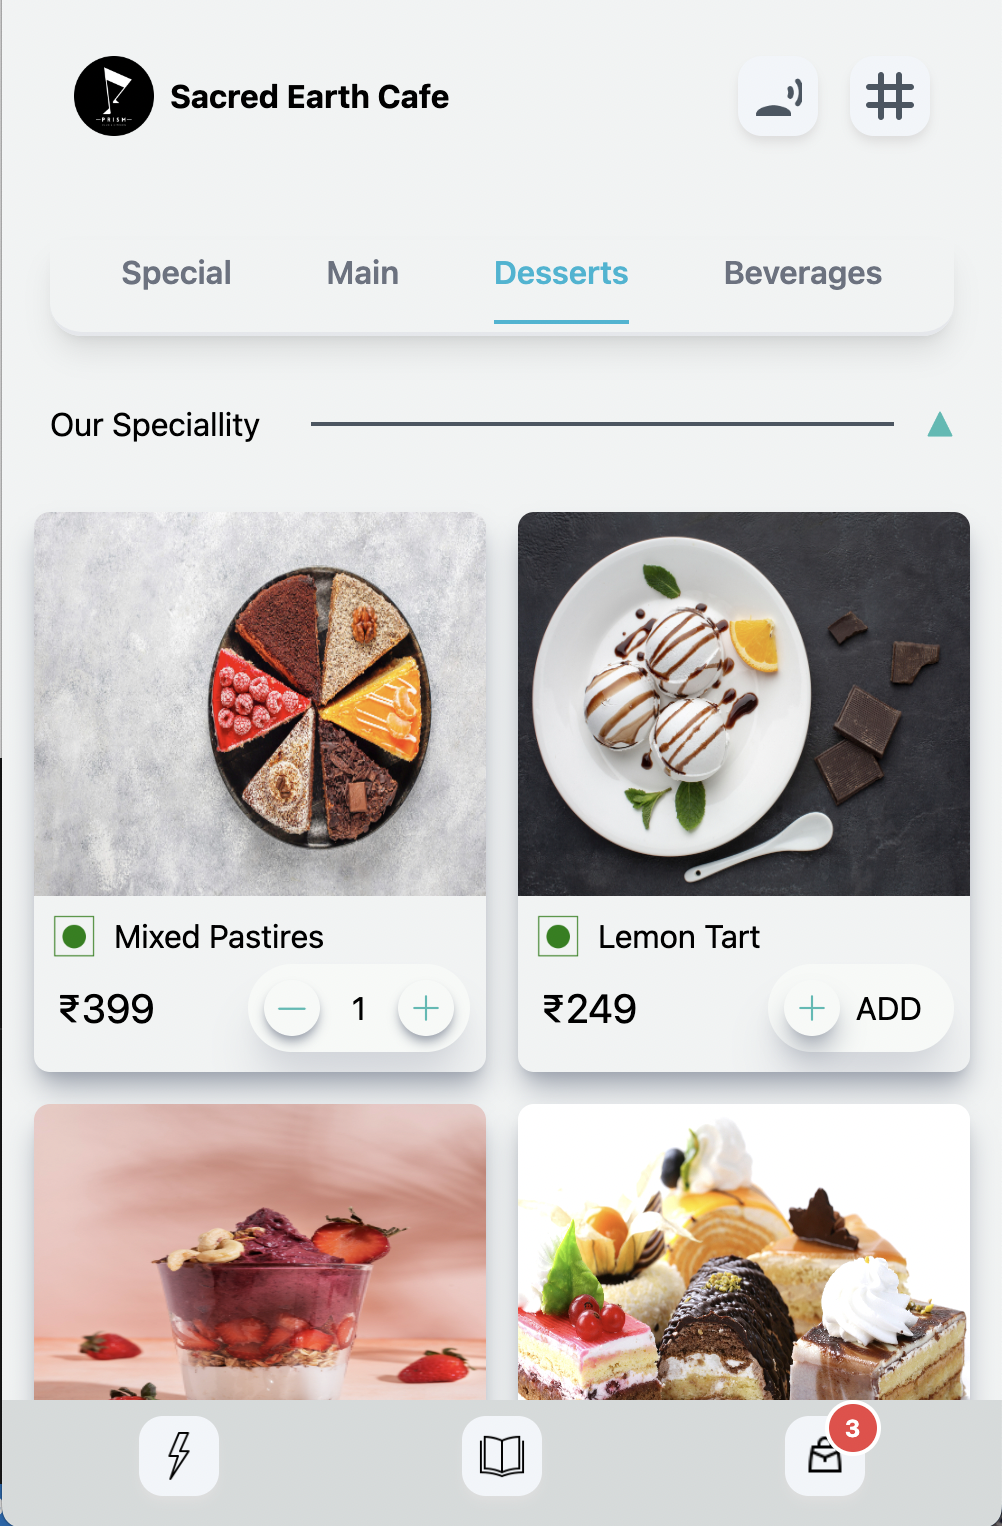 PRISM
Sacred Earth Cafe
Special Main Desserts Beverages
Our Speciallity
Mixed Pastires
₹399 1
Lemon Tart
₹249 ADD
3